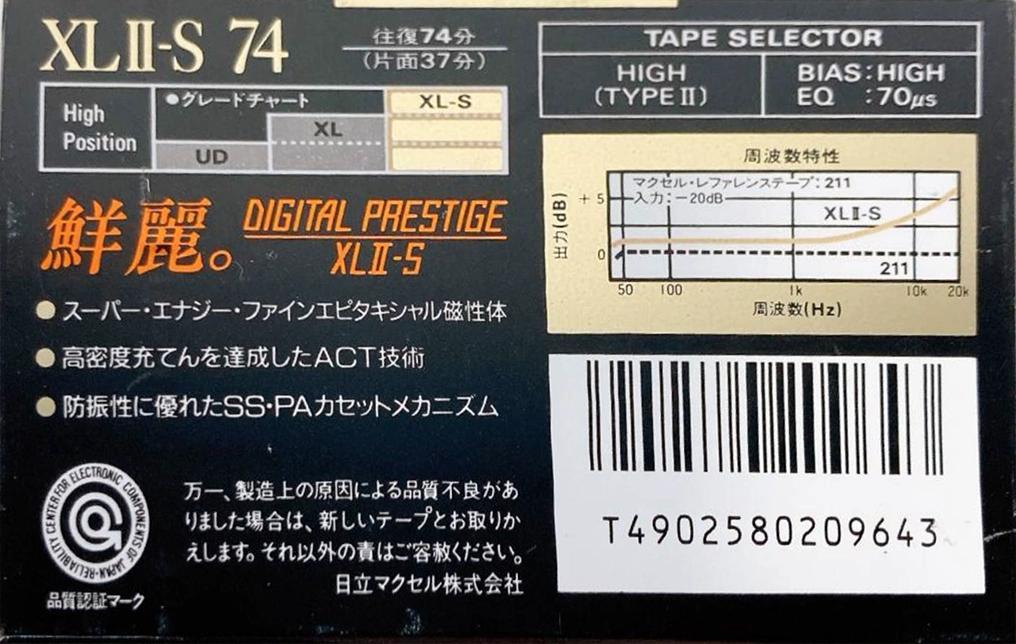 XLⅡ-S 74
往復74分
(片面37分)
High
Position
●グレードチャート
UD
XL
XL-S
鮮麗。
DIGITAL PRESTIGE
XLⅡ-S
●スーパー・エナジー・ファインエピタキシャル磁性体
●高密度充てんを達成したACT技術
●防振性に優れたSS・PAカセットメカニズム
RELIABILITY CENTER FOR ELECTRONIC COMPONENTS OF JAPAN
品質認証マーク
万一、製造上の原因による品質不良があ
りました場合は、新しいテープとお取りか
えします。それ以外の責はご容赦ください。
日立マクセル株式会社
TAPE SELECTOR
HIGH
(TYPEⅡ)
BIAS:HIGH
EQ :70μs
周波数特性
マクセル・レファレンステープ:211
入力:−20dB
XLⅡ-S
211
出力(dB)
+5
0
50 100 1k 10k 20k
周波数(Hz)
T4902580209643